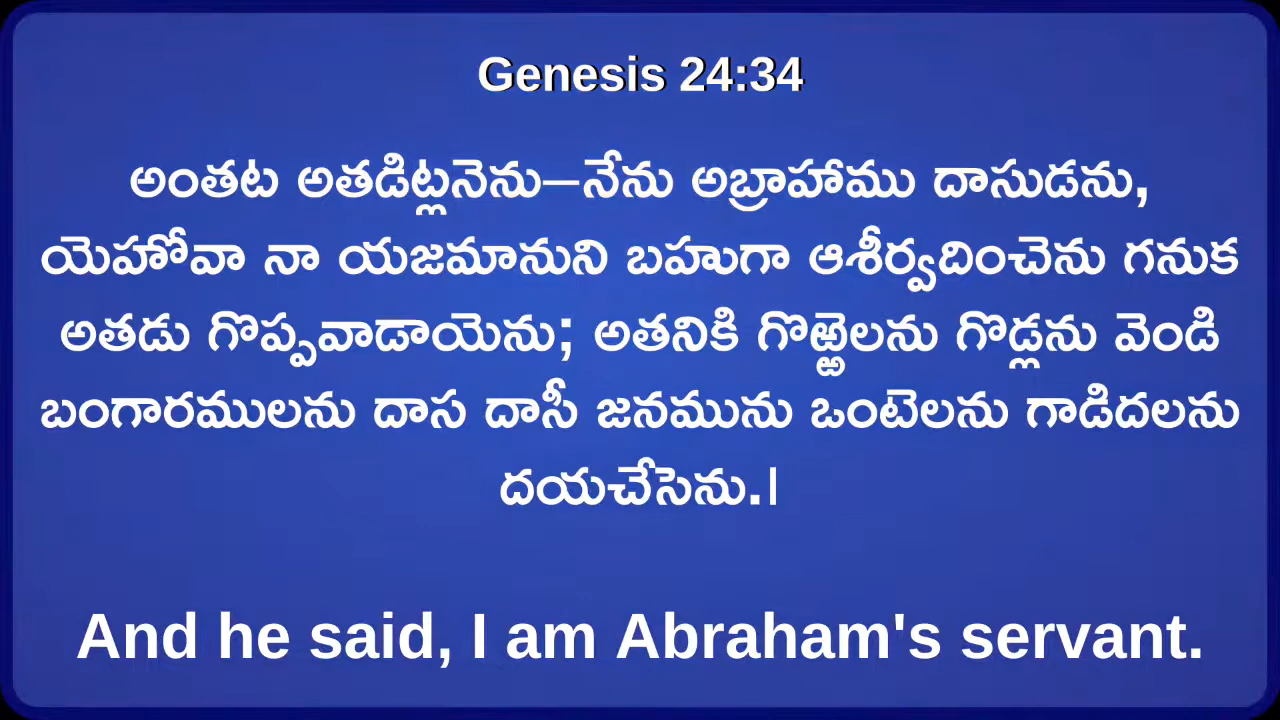 Genesis 24:34
అంతట అతడిట్లనెను—నేను అబ్రాహాము దాసుడను,
యెహోవా నా యజమానుని బహుగా ఆశీర్వదించెను గనుక
అతడు గొప్పవాడాయెను; అతనికి గొఱ్ఱెలను గొడ్లను వెండి
బంగారములను దాస దాసీ జనమును ఒంటెలను గాడిదలను
దయచేసెను.।
And he said, I am Abraham's servant.